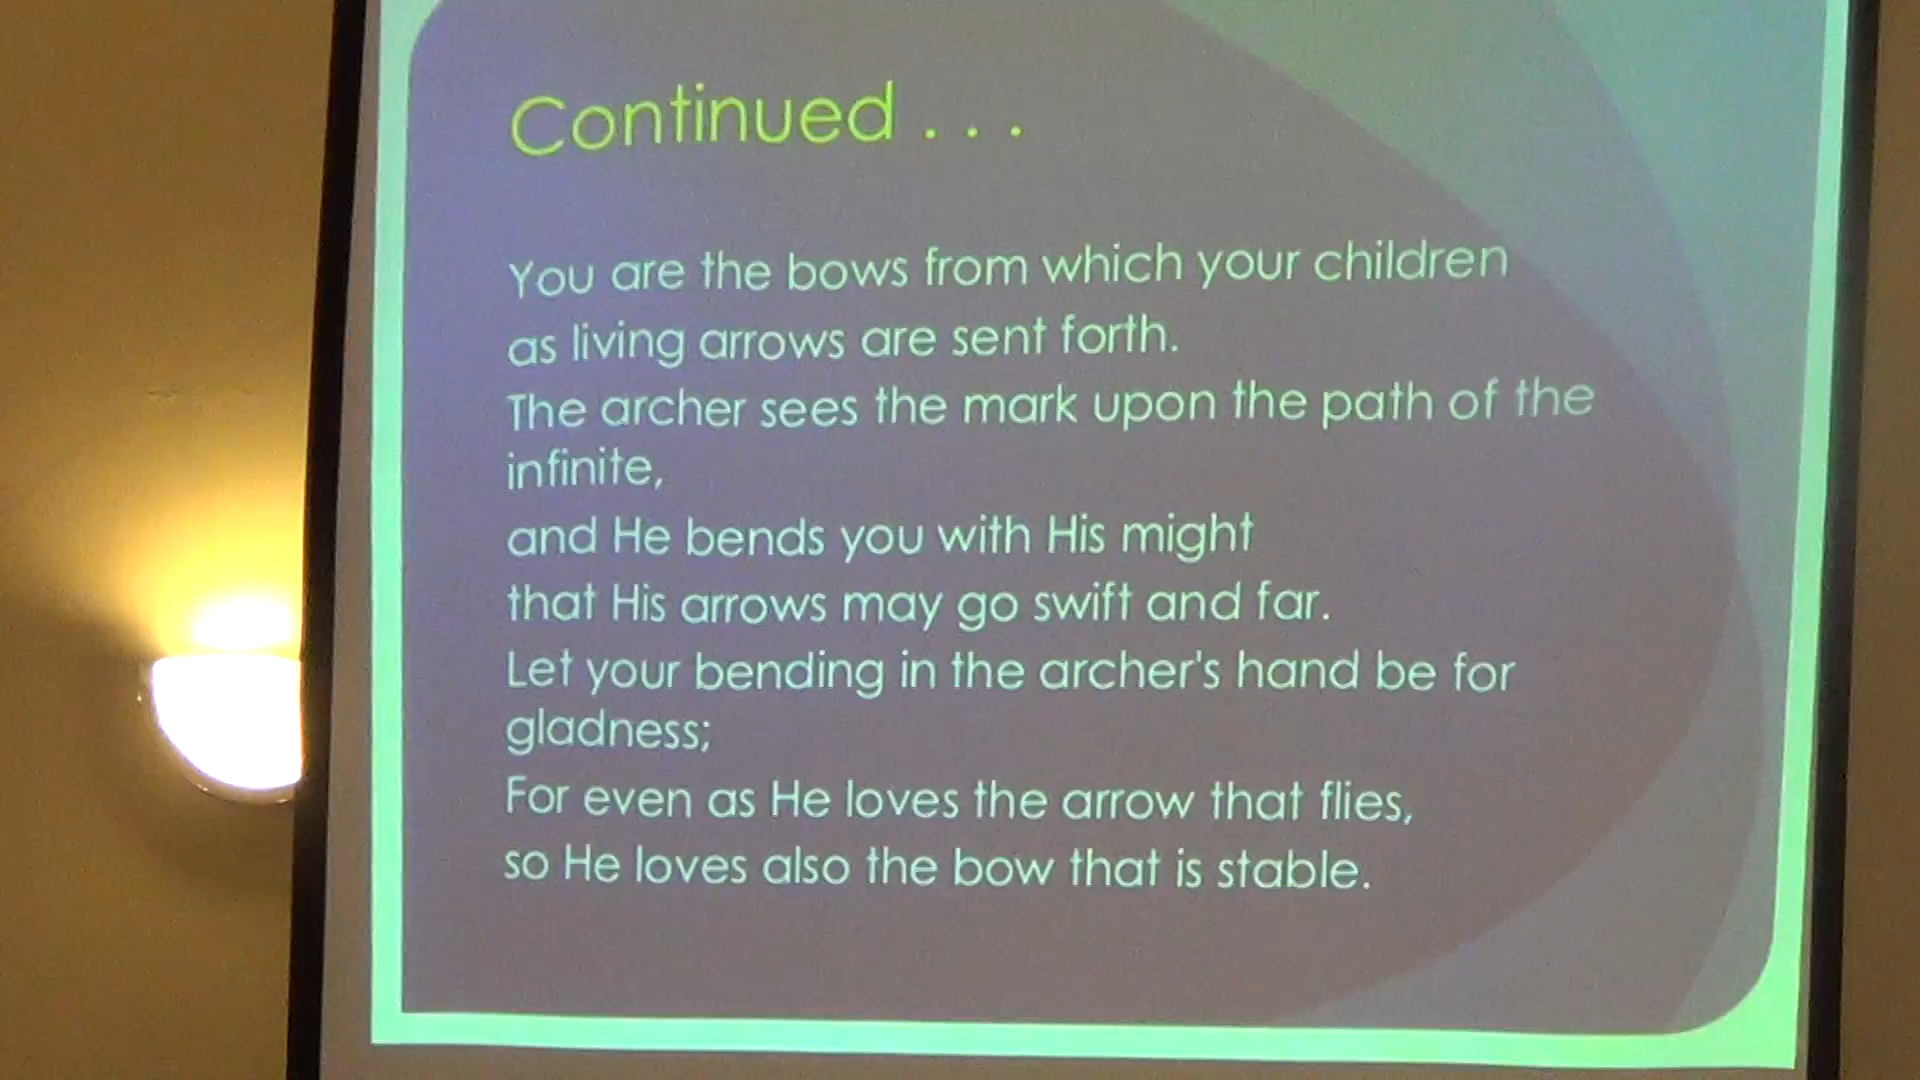 Continued . . .
You are the bows from which your children
as living arrows are sent forth.
The archer sees the mark upon the path of the
infinite,
and He bends you with His might
that His arrows may go swift and far.
Let your bending in the archer's hand be for
gladness;
For even as He loves the arrow that flies,
so He loves also the bow that is stable.